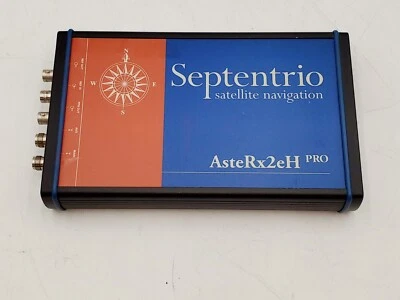 N
W
E
S
Septentrio
satellite navigation
AsteRx2eH PRO